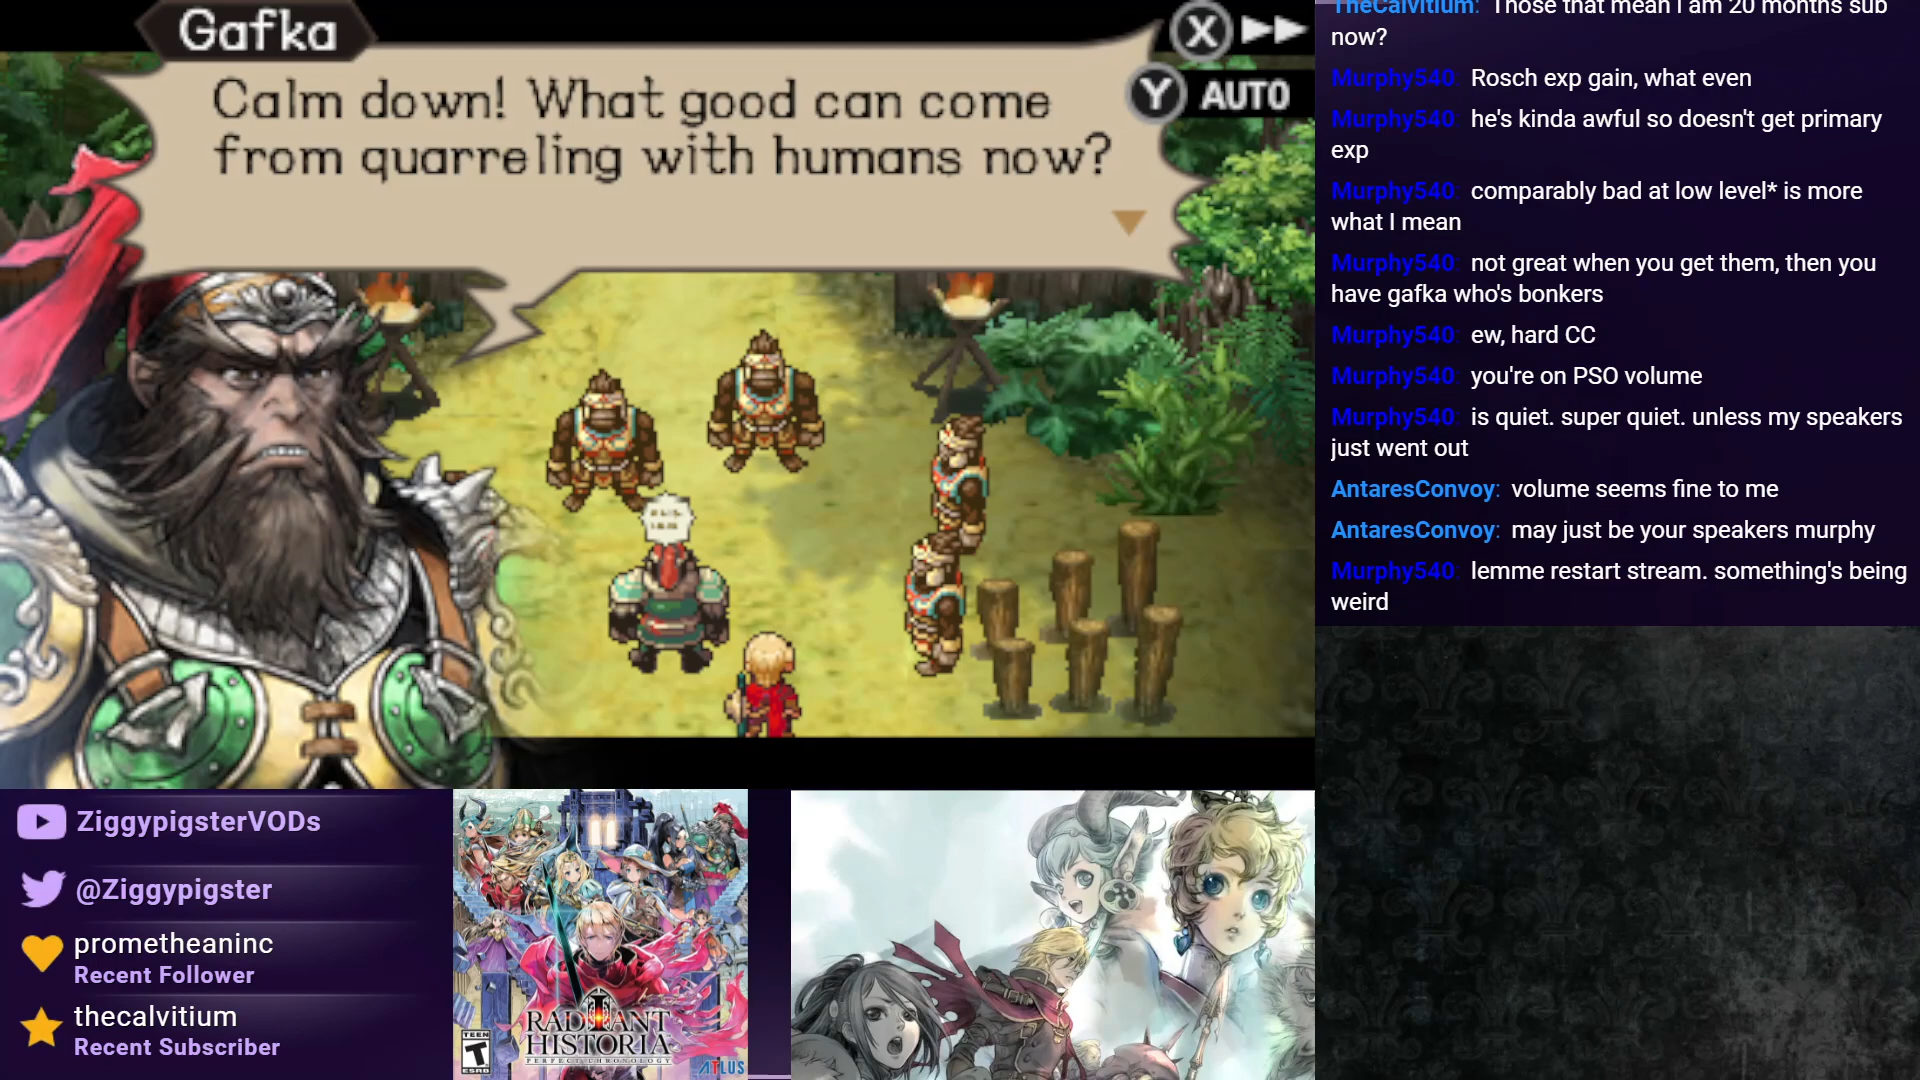 Gafka
Calm down! What good can come
from quarreling with humans now?
X
Y AUTO
TheCalvitium: Those that mean I am 20 months sub
now?
Murphy540: Rosch exp gain, what even
Murphy540: he's kinda awful so doesn't get primary
exp
Murphy540: comparably bad at low level* is more
what I mean
Murphy540: not great when you get them, then you
have gafka who's bonkers
Murphy540: ew, hard CC
Murphy540: you're on PSO volume
Murphy540: is quiet. super quiet. unless my speakers
just went out
AntaresConvoy: volume seems fine to me
AntaresConvoy: may just be your speakers murphy
Murphy540: lemme restart stream. something's being
weird
ZiggypigsterVODs
@Ziggypigster
prometheaninc
Recent Follower
thecalvitium
Recent Subscriber
RADIANT
HISTORIA
PERFECT CHRONOLOGY
TEEN
T
ESRB
ATLUS